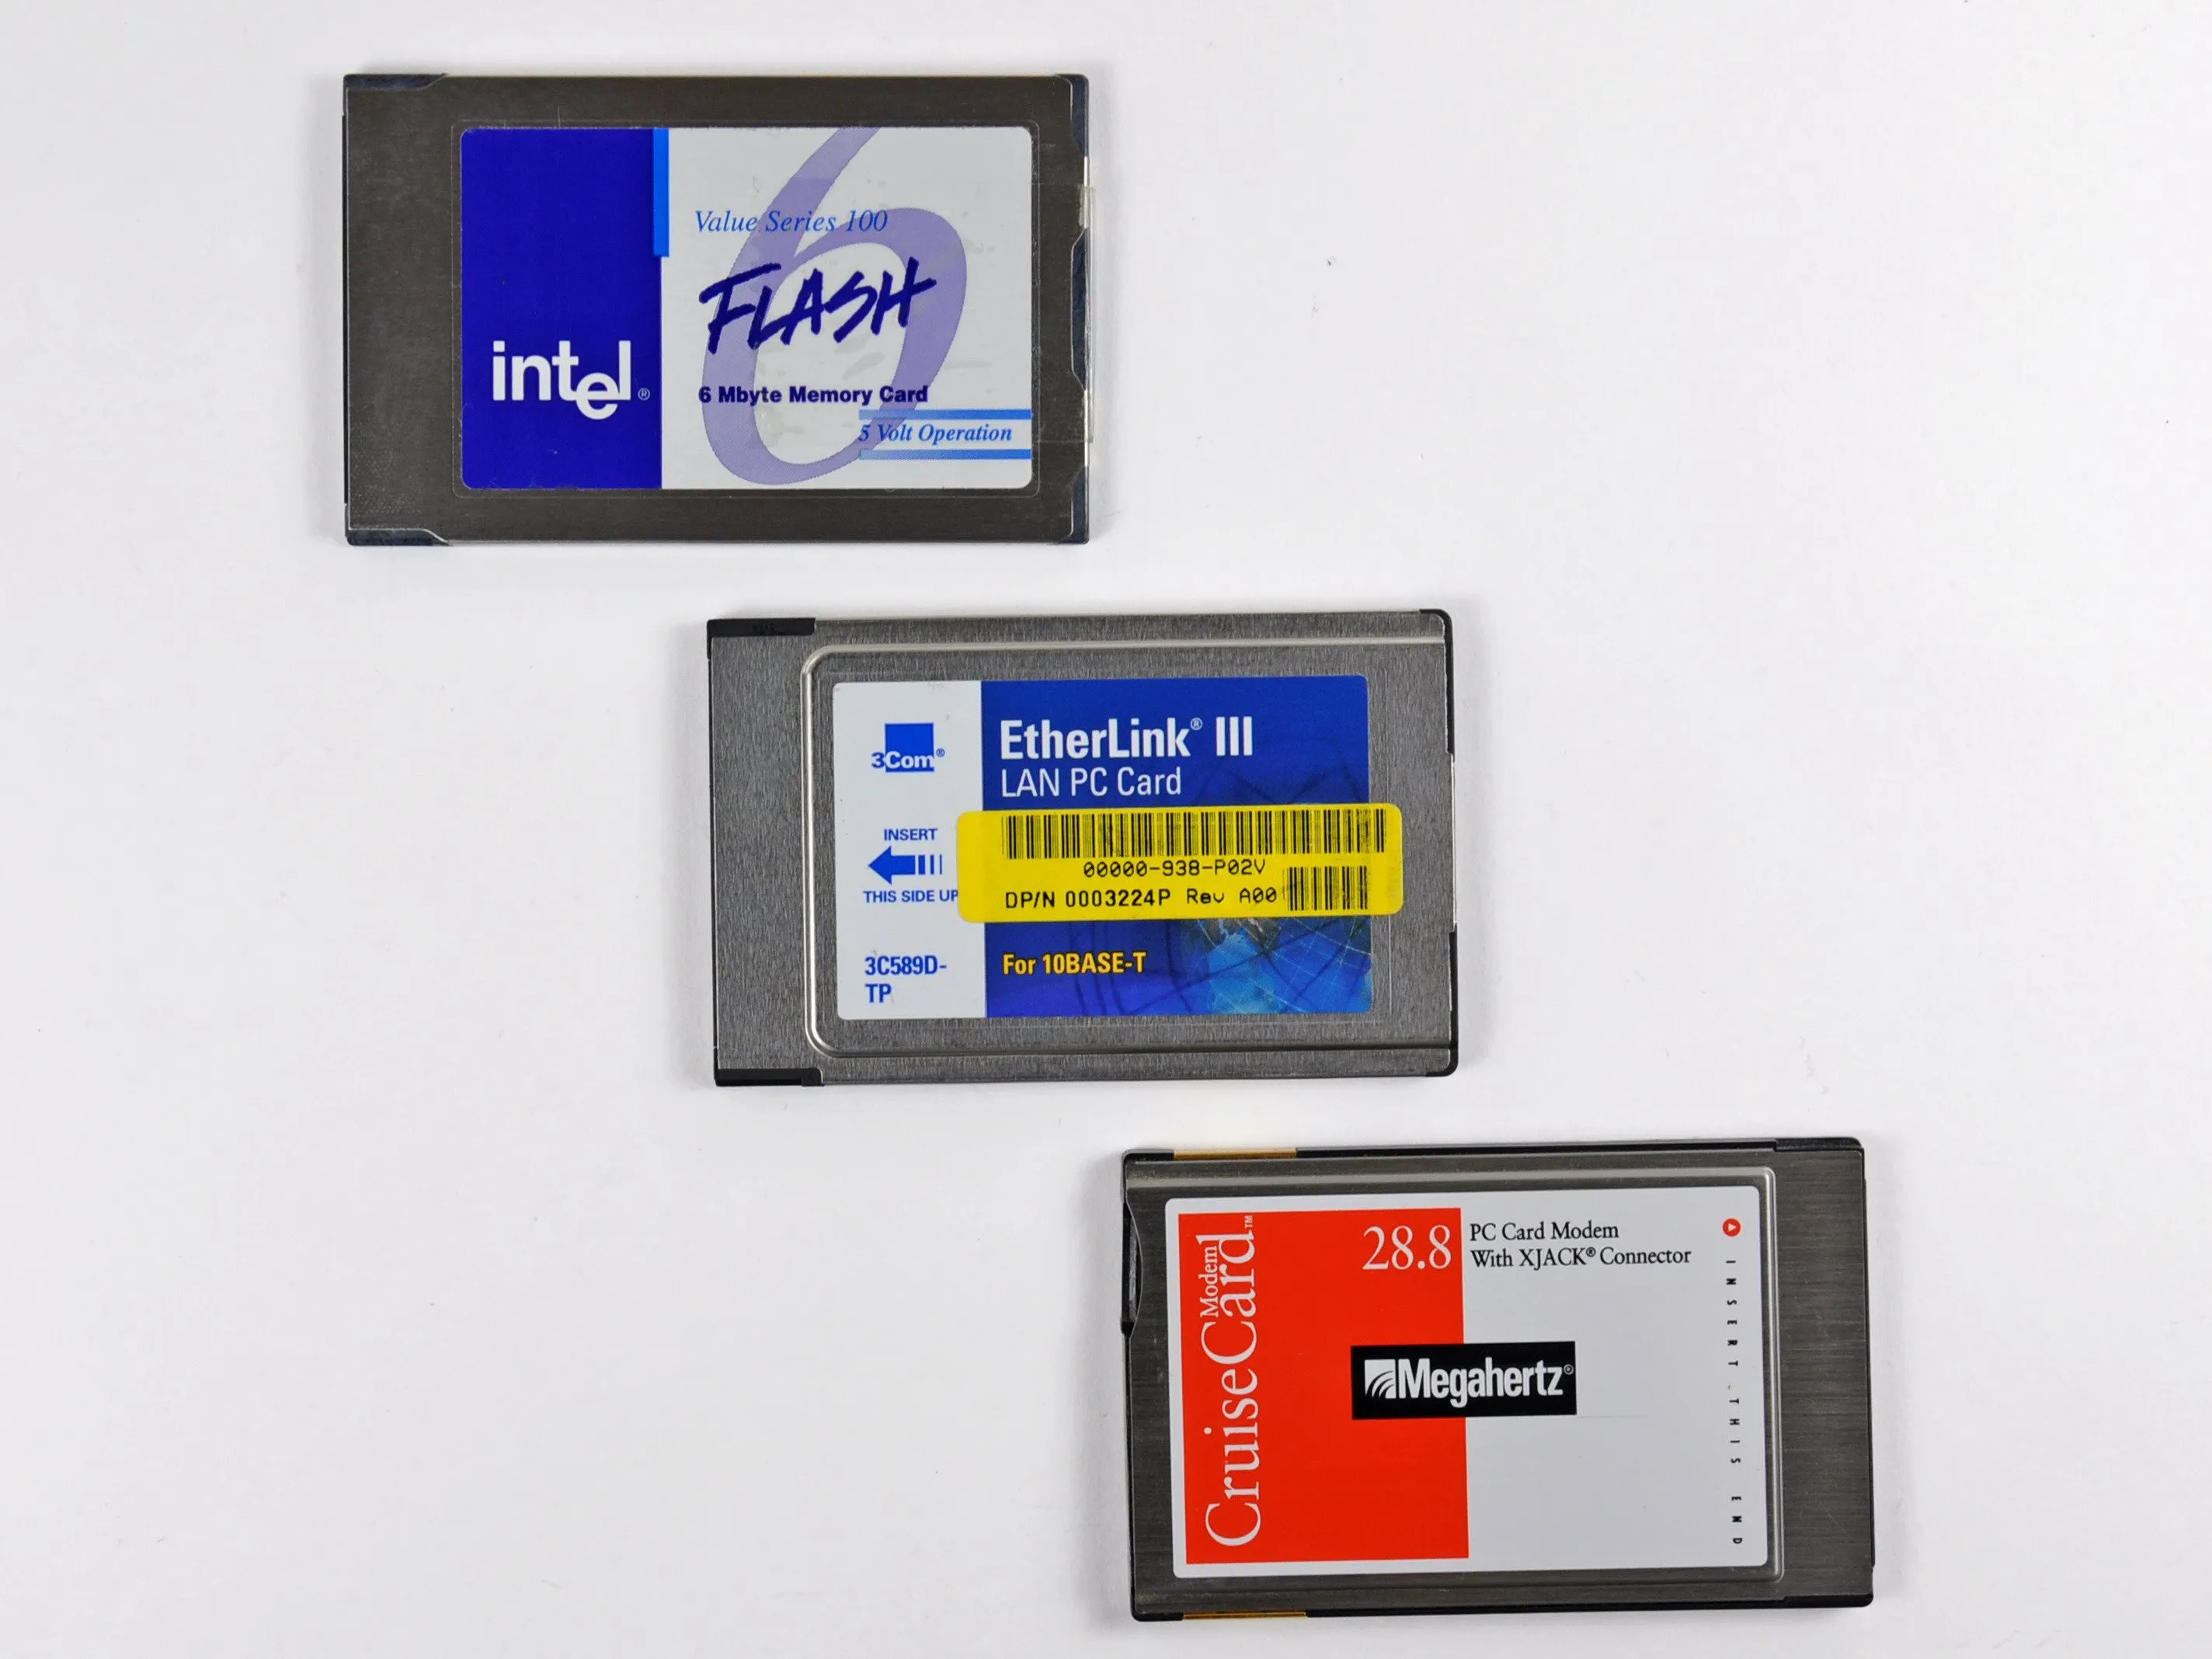 Value Series 100
FLASH
intel®
6 Mbyte Memory Card
5 Volt Operation
6
3Com®
EtherLink® III
LAN PC Card
INSERT
THIS SIDE UP
00000-938-P02V
DP/N 0003224P Rev A00
3C589D-
TP
For 10BASE-T
CruiseCard™
Modem
28.8
PC Card Modem
With XJACK® Connector
Megahertz®
INSERT THIS END